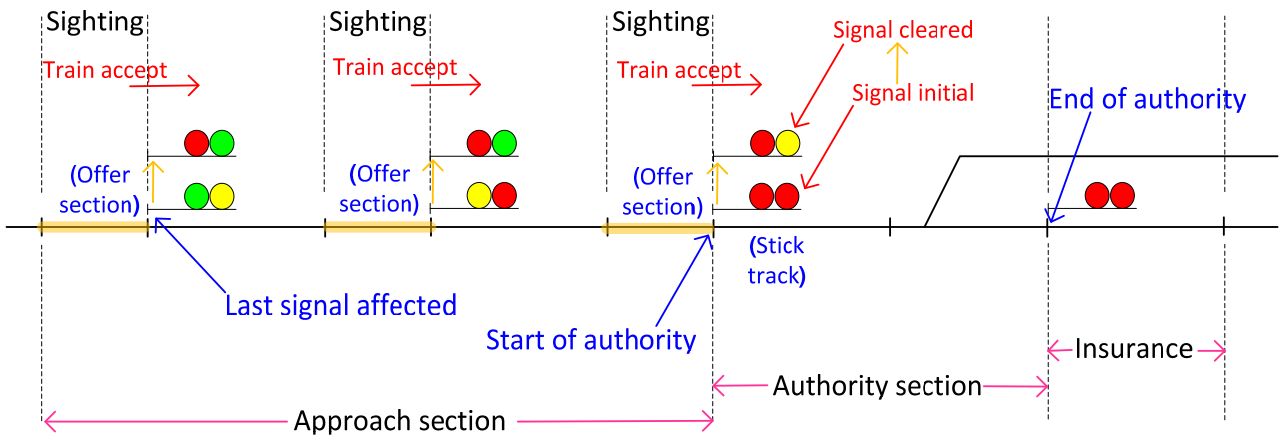 Sighting
Sighting
Sighting
Signal cleared
Train accept
Train accept
Train accept
Signal initial
End of authority
(Offer
section)
(Offer
section)
(Offer
section)
(Stick
track)
Last signal affected
Start of authority
Insurance
Authority section
Approach section